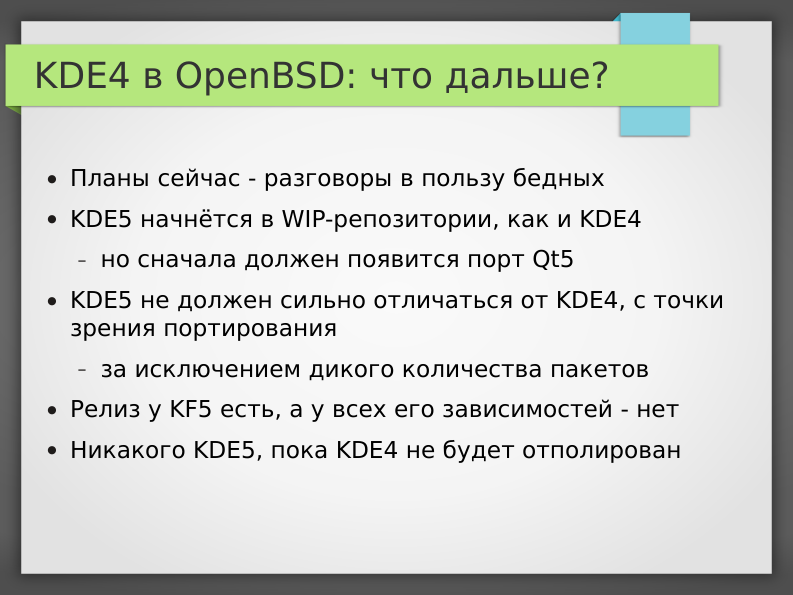 KDE4 в OpenBSD: что дальше?
• Планы сейчас - разговоры в пользу бедных
• KDE5 начнётся в WIP-репозитории, как и KDE4
– но сначала должен появится порт Qt5
• KDE5 не должен сильно отличаться от KDE4, с точки
зрения портирования
– за исключением дикого количества пакетов
• Релиз у KF5 есть, а у всех его зависимостей - нет
• Никакого KDE5, пока KDE4 не будет отполирован